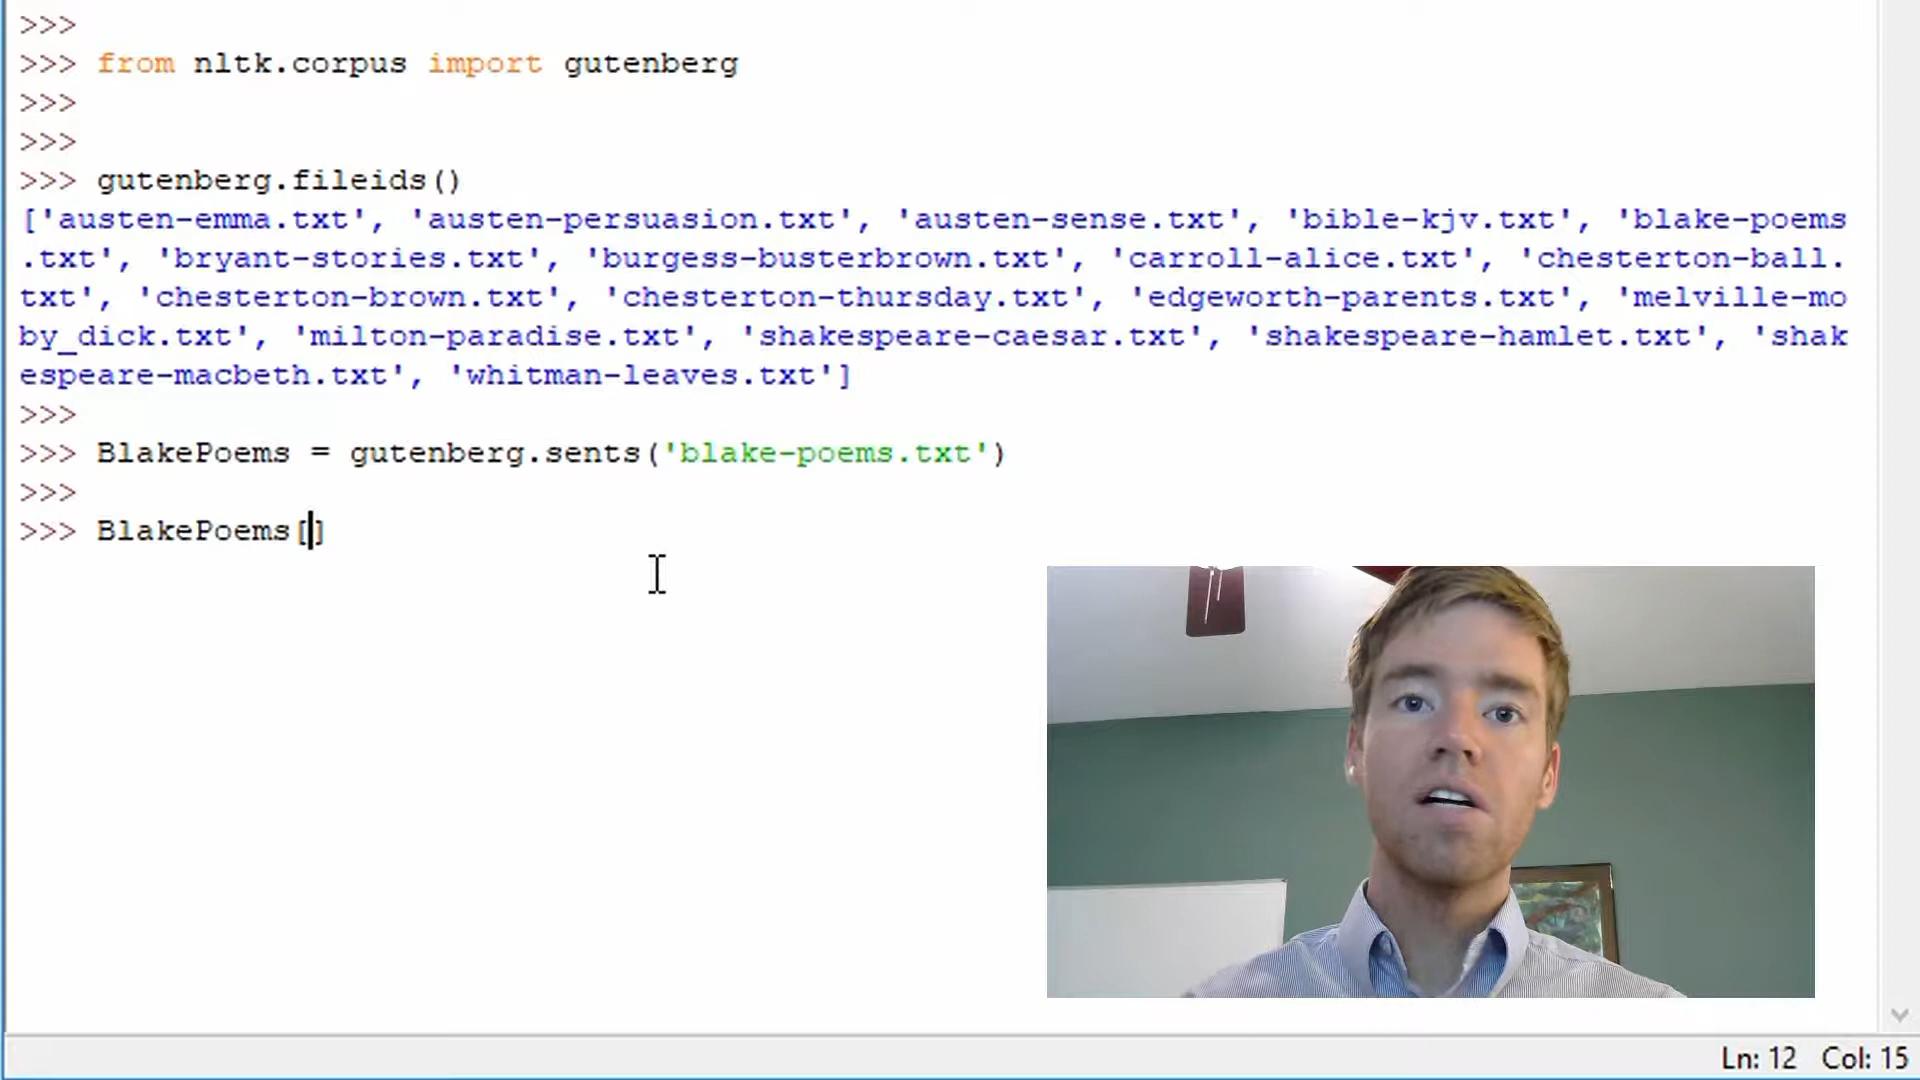 >>>
>>> from nltk.corpus import gutenberg
>>>
>>>
>>> gutenberg.fileids()
['austen-emma.txt', 'austen-persuasion.txt', 'austen-sense.txt', 'bible-kjv.txt', 'blake-poems
.txt', 'bryant-stories.txt', 'burgess-busterbrown.txt', 'carroll-alice.txt', 'chesterton-ball.
txt', 'chesterton-brown.txt', 'chesterton-thursday.txt', 'edgeworth-parents.txt', 'melville-mo
by_dick.txt', 'milton-paradise.txt', 'shakespeare-caesar.txt', 'shakespeare-hamlet.txt', 'shak
espeare-macbeth.txt', 'whitman-leaves.txt']
>>>
>>> BlakePoems = gutenberg.sents('blake-poems.txt')
>>>
>>> BlakePoems[]
Ln: 12 Col: 15